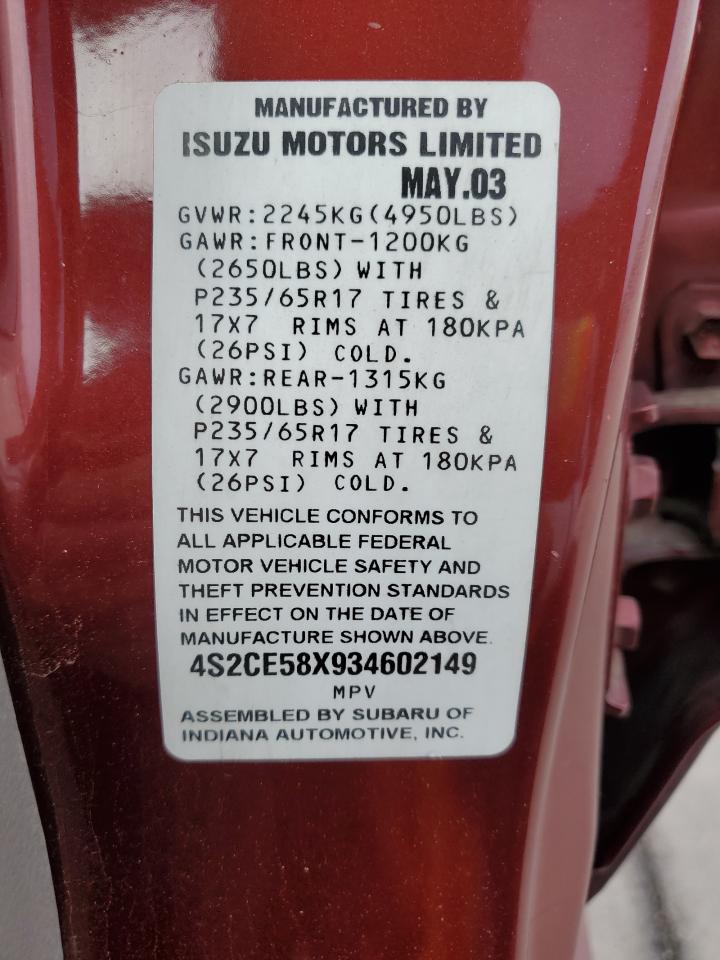 MANUFACTURED BY
ISUZU MOTORS LIMITED
MAY.03
GVWR:2245KG(4950LBS)
GAWR:FRONT-1200KG
(2650LBS) WITH
P235/65R17 TIRES &
17X7 RIMS AT 180KPA
(26PSI) COLD.
GAWR:REAR-1315KG
(2900LBS) WITH
P235/65R17 TIRES &
17X7 RIMS AT 180KPA
(26PSI) COLD.
THIS VEHICLE CONFORMS TO
ALL APPLICABLE FEDERAL
MOTOR VEHICLE SAFETY AND
THEFT PREVENTION STANDARDS
IN EFFECT ON THE DATE OF
MANUFACTURE SHOWN ABOVE.
4S2CE58X934602149
MPV
ASSEMBLED BY SUBARU OF
INDIANA AUTOMOTIVE, INC.